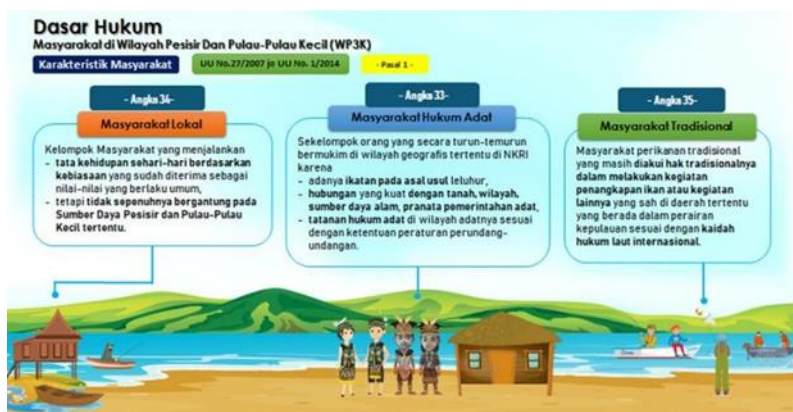 Dasar Hukum
Masyarakat di Wilayah Pesisir Dan Pulau-Pulau Kecil (WP3K)
Karakteristik Masyarakat
UU No.27/2007 jo UU No. 1/2014
- Pasal 1 -
- Angka 34-
Masyarakat Lokal
Kelompok Masyarakat yang menjalankan
- tata kehidupan sehari-hari berdasarkan
kebiasaan yang sudah diterima sebagai
nilai-nilai yang berlaku umum,
- tetapi tidak sepenuhnya bergantung pada
Sumber Daya Pesisir dan Pulau-Pulau
Kecil tertentu.
- Angka 33-
Masyarakat Hukum Adat
Sekelompok orang yang secara turun-temurun
bermukim di wilayah geografis tertentu di NKRI
karena
- adanya ikatan pada asal usul leluhur,
- hubungan yang kuat dengan tanah, wilayah,
sumber daya alam, pranata pemerintahan adat,
- tatanan hukum adat di wilayah adatnya sesuai
dengan ketentuan peraturan perundang-
undangan.
- Angka 35-
Masyarakat Tradisional
Masyarakat perikanan tradisional
yang masih diakui hak tradisionalnya
dalam melakukan kegiatan
penangkapan ikan atau kegiatan
lainnya yang sah di daerah tertentu
yang berada dalam perairan
kepulauan sesuai dengan kaidah
hukum laut internasional.